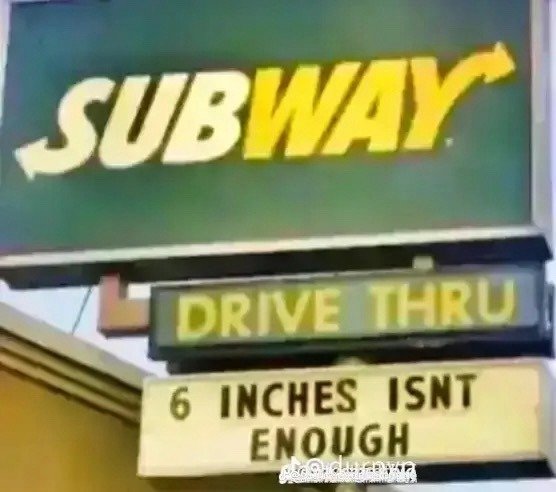 SUBWAY
DRIVE THRU
6 INCHES ISNT
ENOUGH